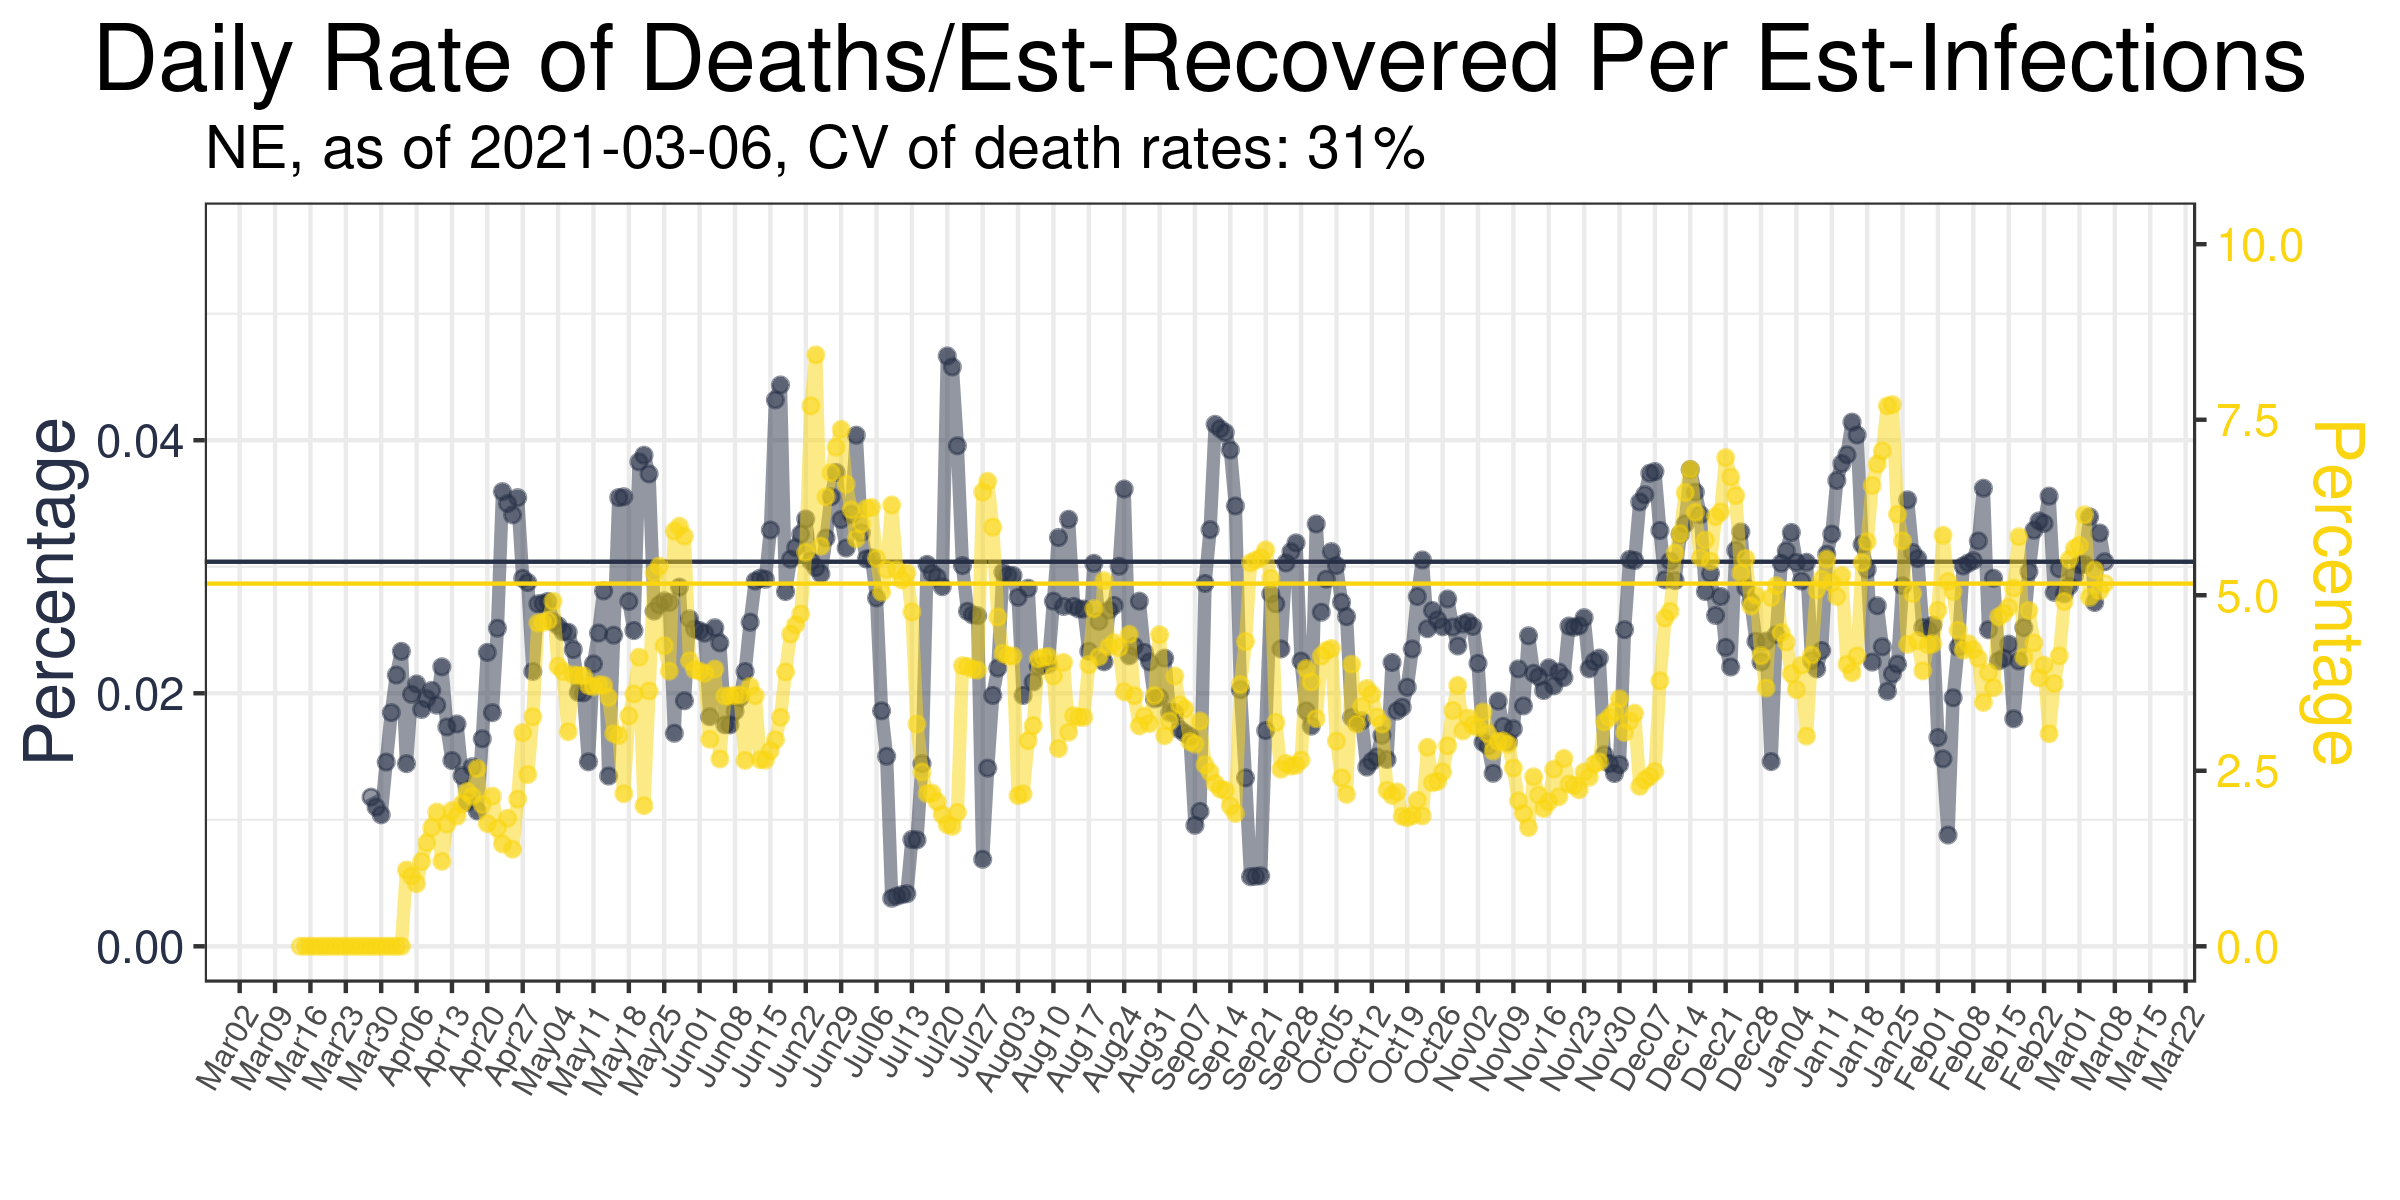 Daily Rate of Deaths/Est-Recovered Per Est-Infections
NE, as of 2021-03-06, CV of death rates: 31%
Percentage
0.04
0.02
0.00
10.0
7.5
5.0
2.5
0.0
Percentage
Mar02
Mar09
Mar16
Mar23
Mar30
Apr06
Apr13
Apr20
Apr27
May04
May11
May18
May25
Jun01
Jun08
Jun15
Jun22
Jun29
Jul06
Jul13
Jul20
Jul27
Aug03
Aug10
Aug17
Aug24
Aug31
Sep07
Sep14
Sep21
Sep28
Oct05
Oct12
Oct19
Oct26
Nov02
Nov09
Nov16
Nov23
Nov30
Dec07
Dec14
Dec21
Dec28
Dec04
Jan11
Jan18
Jan25
Feb01
Feb08
Feb15
Feb22
Mar01
Mar08
Mar15
Mar22